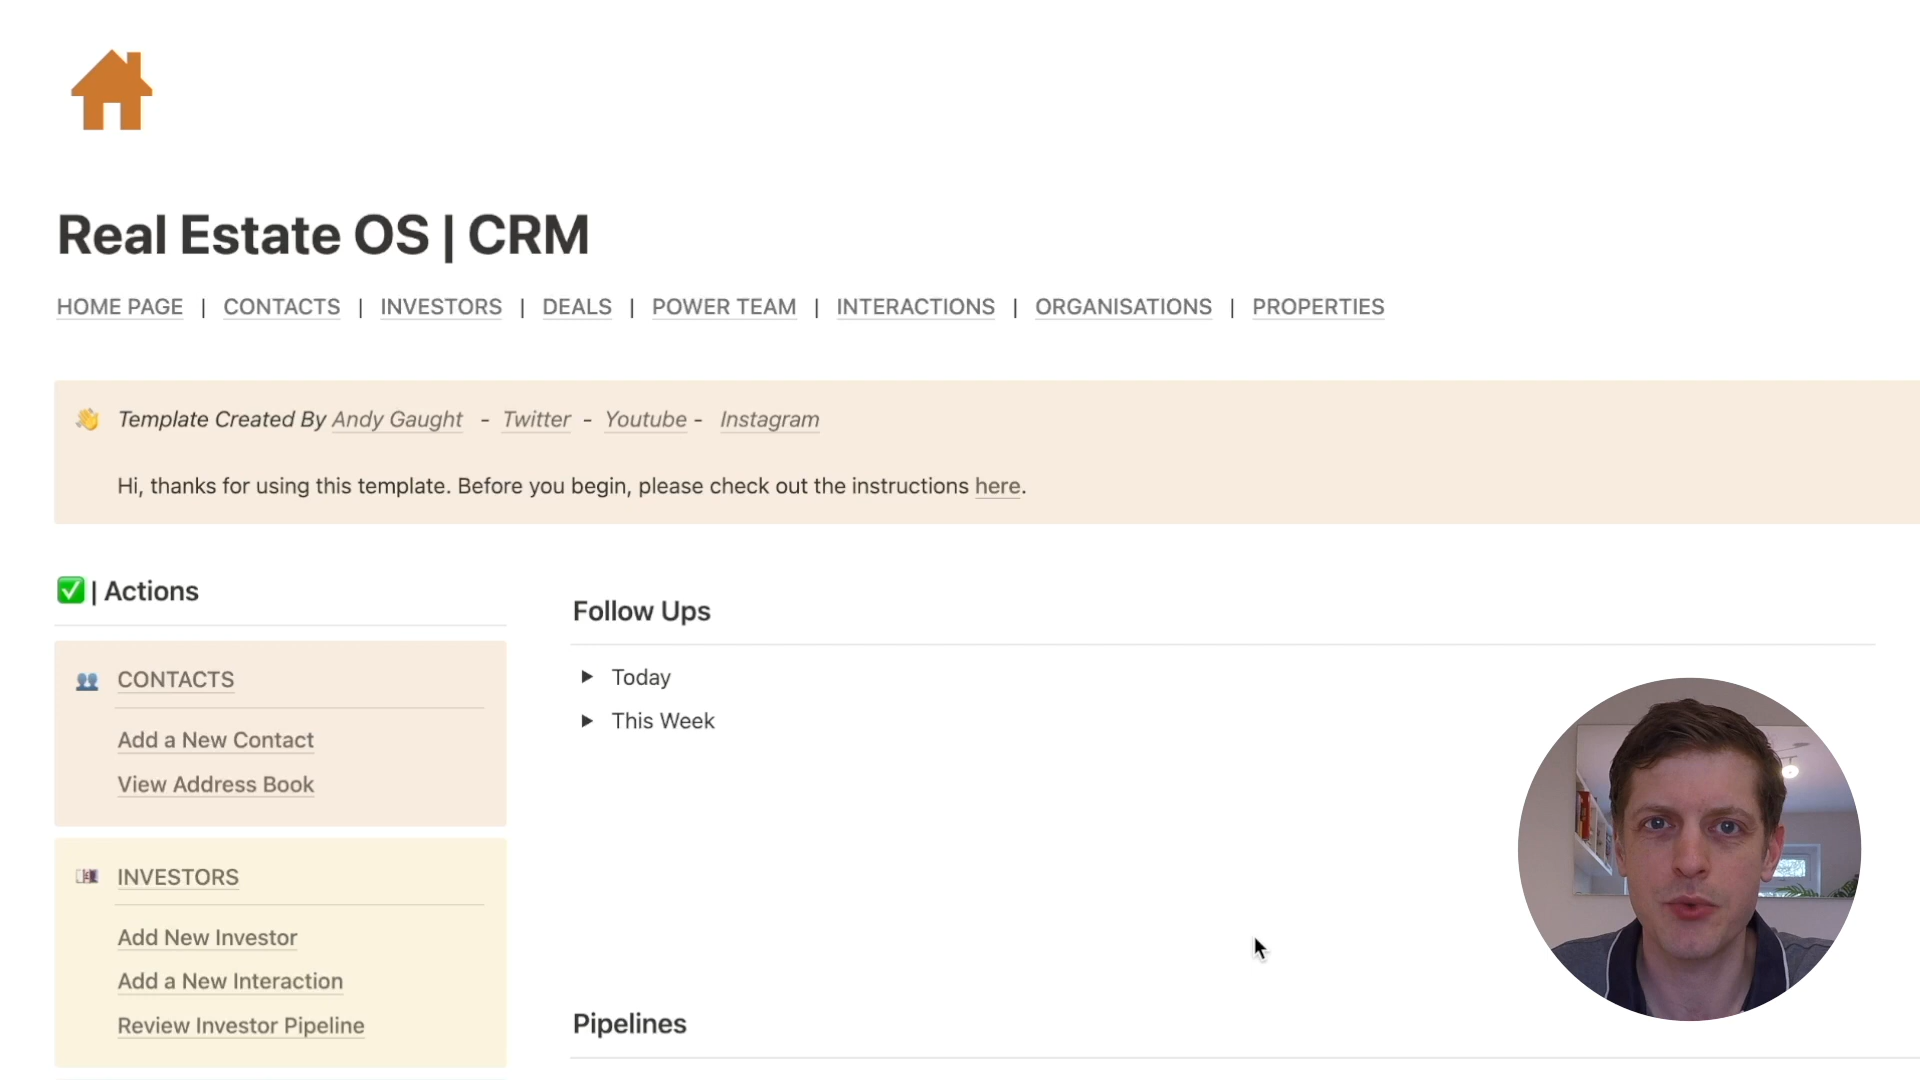 Real Estate OS | CRM
HOME PAGE | CONTACTS | INVESTORS | DEALS | POWER TEAM | INTERACTIONS | ORGANISATIONS | PROPERTIES
👋 Template Created By Andy Gaught - Twitter - Youtube - Instagram
Hi, thanks for using this template. Before you begin, please check out the instructions here.
✅ | Actions
👥 CONTACTS
Add a New Contact
View Address Book
💷 INVESTORS
Add New Investor
Add a New Interaction
Review Investor Pipeline
Follow Ups
Today
This Week
Pipelines